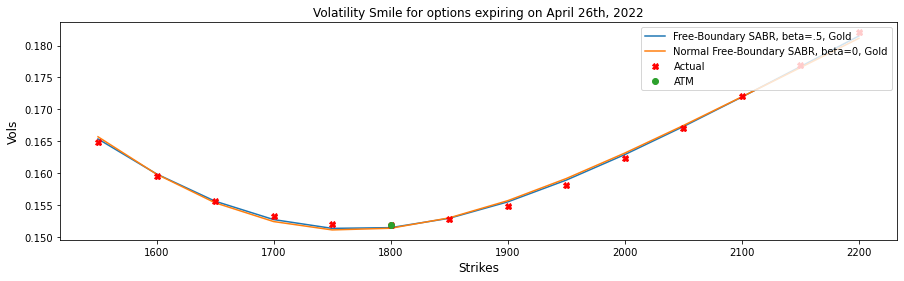 Volatility Smile for options expiring on April 26th, 2022
Free-Boundary SABR, beta=.5, Gold
Normal Free-Boundary SABR, beta=0, Gold
Actual
ATM
Vols
0.180
0.175
0.170
0.165
0.160
0.155
0.150
1600 1700 1800 1900 2000 2100 2200
Strikes